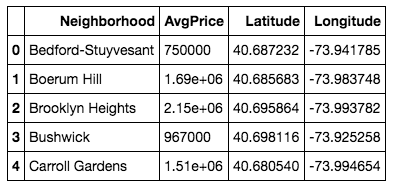 Neighborhood AvgPrice Latitude Longitude
0 Bedford-Stuyvesant 750000 40.687232 -73.941785
1 Boerum Hill 1.69e+06 40.685683 -73.983748
2 Brooklyn Heights 2.15e+06 40.695864 -73.993782
3 Bushwick 967000 40.698116 -73.925258
4 Carroll Gardens 1.51e+06 40.680540 -73.994654